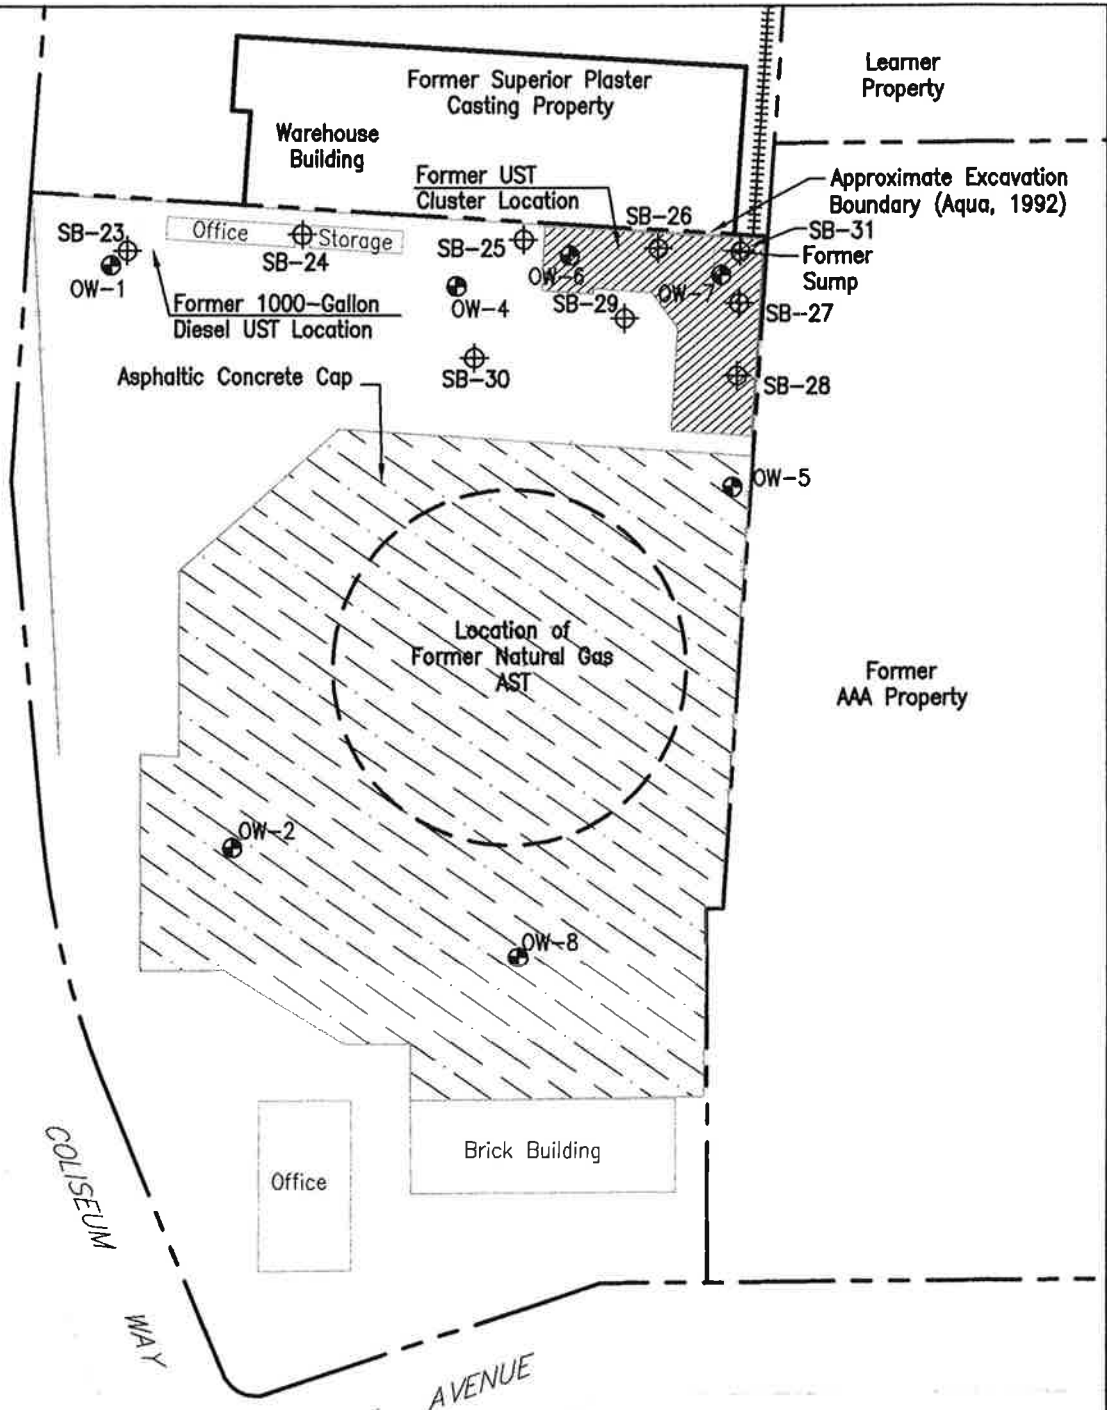 Learner
Property
Former Superior Plaster
Casting Property
Warehouse
Building
Former UST
Cluster Location
Approximate Excavation
Boundary (Aqua, 1992)
SB-26
SB-31
SB-23
Office
Storage
SB-25
Former
Sump
SB-24
OW-1
OW-6
OW-7
Former 1000-Gallon
Diesel UST Location
OW-4
SB-29
SB-27
Asphaltic Concrete Cap
SB-30
SB-28
OW-5
Location of
Former Natural Gas
AST
Former
AAA Property
OW-2
OW-8
Brick Building
Office
COLISEUM
WAY
AVENUE